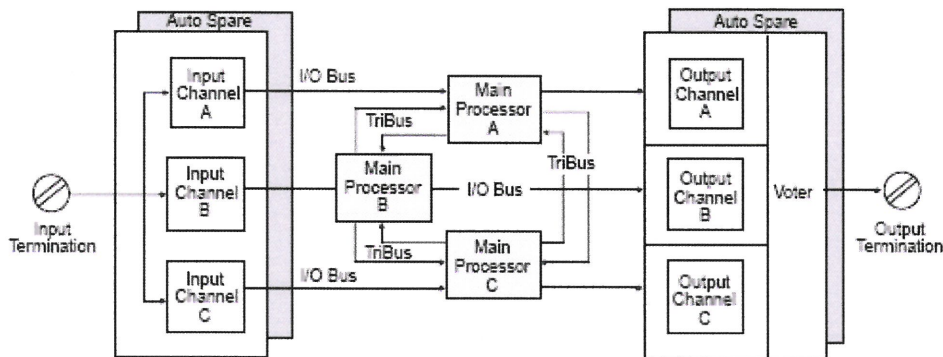 Auto Spare
Auto Spare
Input
Channel
A
I/O Bus
Main
Processor
A
Output
Channel
A
TriBus
TriBus
Input
Channel
B
Main
Processor
B
I/O Bus
Output
Channel
B
Voter
Input
Termination
Output
Termination
TriBus
Input
Channel
C
I/O Bus
Main
Processor
C
Output
Channel
C